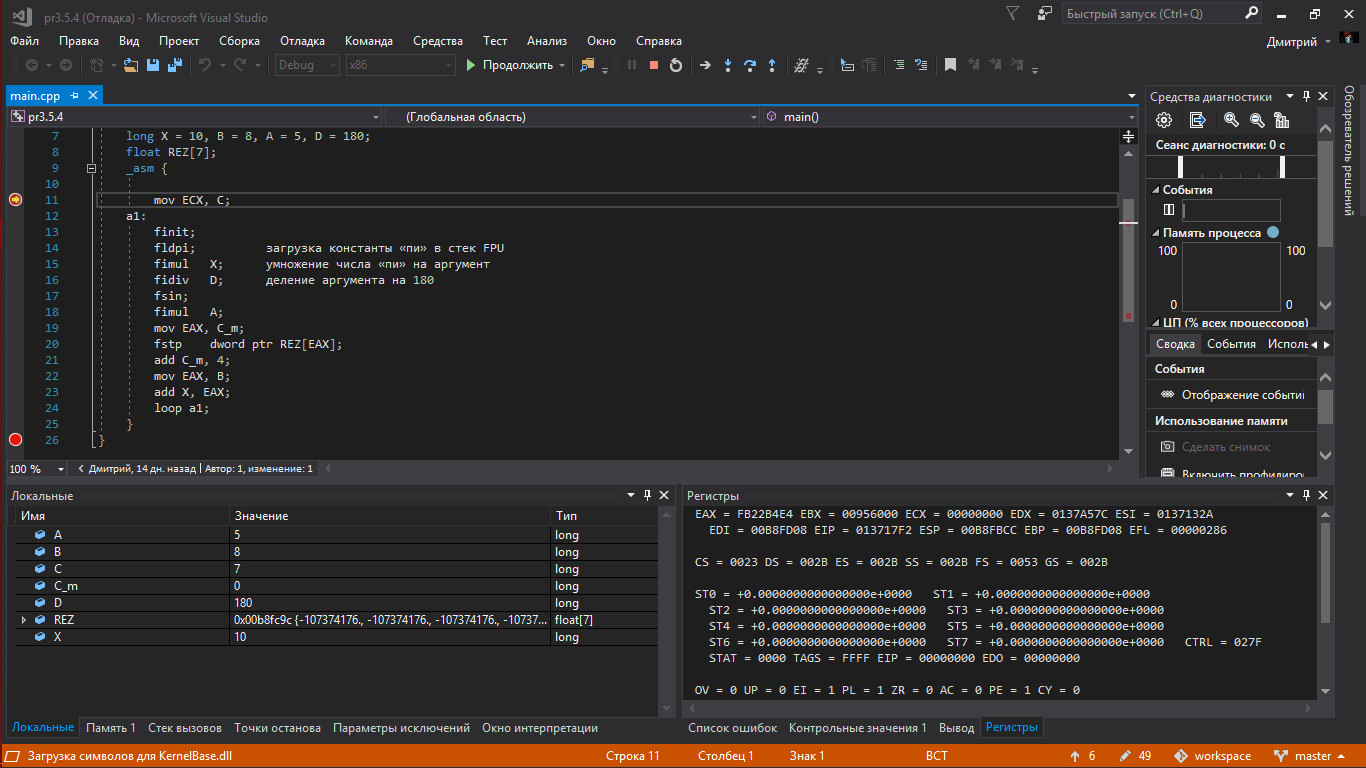 pr3.5.4 (Отладка) - Microsoft Visual Studio
Быстрый запуск (Ctrl+Q)
Файл Правка Вид Проект Сборка Отладка Команда Средства Тест Анализ Окно Справка
Дмитрий
Debug x86 Продолжить
main.cpp
pr3.5.4 (Глобальная область) main()
7 long X = 10, B = 8, A = 5, D = 180;
8 float REZ[7];
9 _asm {
10
11 mov ECX, C;
12 a1:
13 finit;
14 fldpi; загрузка константы «пи» в стек FPU
15 fimul X; умножение числа «пи» на аргумент
16 fidiv D; деление аргумента на 180
17 fsin;
18 fimul A;
19 mov EAX, C_m;
20 fstp dword ptr REZ[EAX];
21 add C_m, 4;
22 mov EAX, B;
23 add X, EAX;
24 loop a1;
25 }
26 }
100 % Дмитрий, 14 дн. назад | Автор: 1, изменение: 1
Средства диагностики
Сеанс диагностики: 0 с
События
Память процесса
100 100
0 0
ЦП (% всех процессоров)
Сводка События Исполь
События
Отображение событи
Использование памяти
Сделать снимок
Включить профилиро
Обозреватель решений
Локальные
Имя Значение Тип
A 5 long
B 8 long
C 7 long
C_m 0 long
D 180 long
REZ 0x00b8fc9c {-107374176., -107374176., -107374176., -10737... float[7]
X 10 long
Регистры
EAX = FB22B4E4 EBX = 00956000 ECX = 00000000 EDX = 0137A57C ESI = 0137132A
EDI = 00B8FD08 EIP = 013717F2 ESP = 00B8FBCC EBP = 00B8FD08 EFL = 00000286
CS = 0023 DS = 002B ES = 002B SS = 002B FS = 0053 GS = 002B
ST0 = +0.0000000000000000e+0000 ST1 = +0.0000000000000000e+0000
ST2 = +0.0000000000000000e+0000 ST3 = +0.0000000000000000e+0000
ST4 = +0.0000000000000000e+0000 ST5 = +0.0000000000000000e+0000
ST6 = +0.0000000000000000e+0000 ST7 = +0.0000000000000000e+0000 CTRL = 027F
STAT = 0000 TAGS = FFFF EIP = 00000000 EDO = 00000000
OV = 0 UP = 0 EI = 1 PL = 1 ZR = 0 AC = 0 PE = 1 CY = 0
Локальные Память 1 Стек вызовов Точки останова Параметры исключений Окно интерпретации
Список ошибок Контрольные значения 1 Вывод Регистры
Загрузка символов для KernelBase.dll Строка 11 Столбец 1 Знак 1 ВСТ 6 49 workspace master